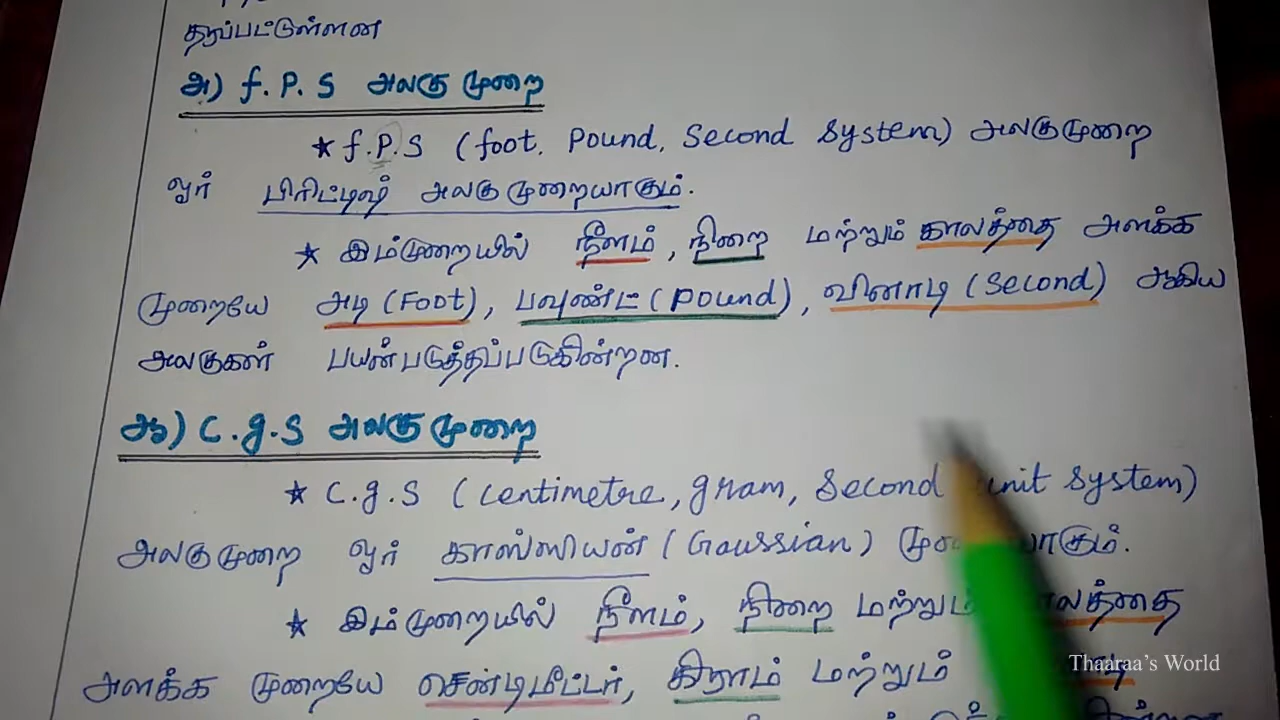 தரப்பட்டுள்ளன
அ) f. P. S அலகு முறை
★ f.P.S (foot, Pound, Second System) அலகுமுறை
ஓர் பிரிட்டிஷ் அலகு முறையாகும்.
★ இம்முறையில் நீளம், நிறை மற்றும் காலத்தை அளக்க
முறையே அடி (Foot), பவுண்ட் (pound), வினாடி (Second) ஆகிய
அலகுகள் பயன்படுத்தப்படுகின்றன.
ஆ) C.g.S அலகு முறை
★ C.g.S (Centimetre, gram, Second unit System)
அலகுமுறை ஓர் காஸ்ஸியன் (Gaussian)
★ இம்முறையில் நீளம், நிறை மற்றும்
அளக்க முறையே சென்டிமீட்டர், கிராம் மற்றும்
Thaaraa's World